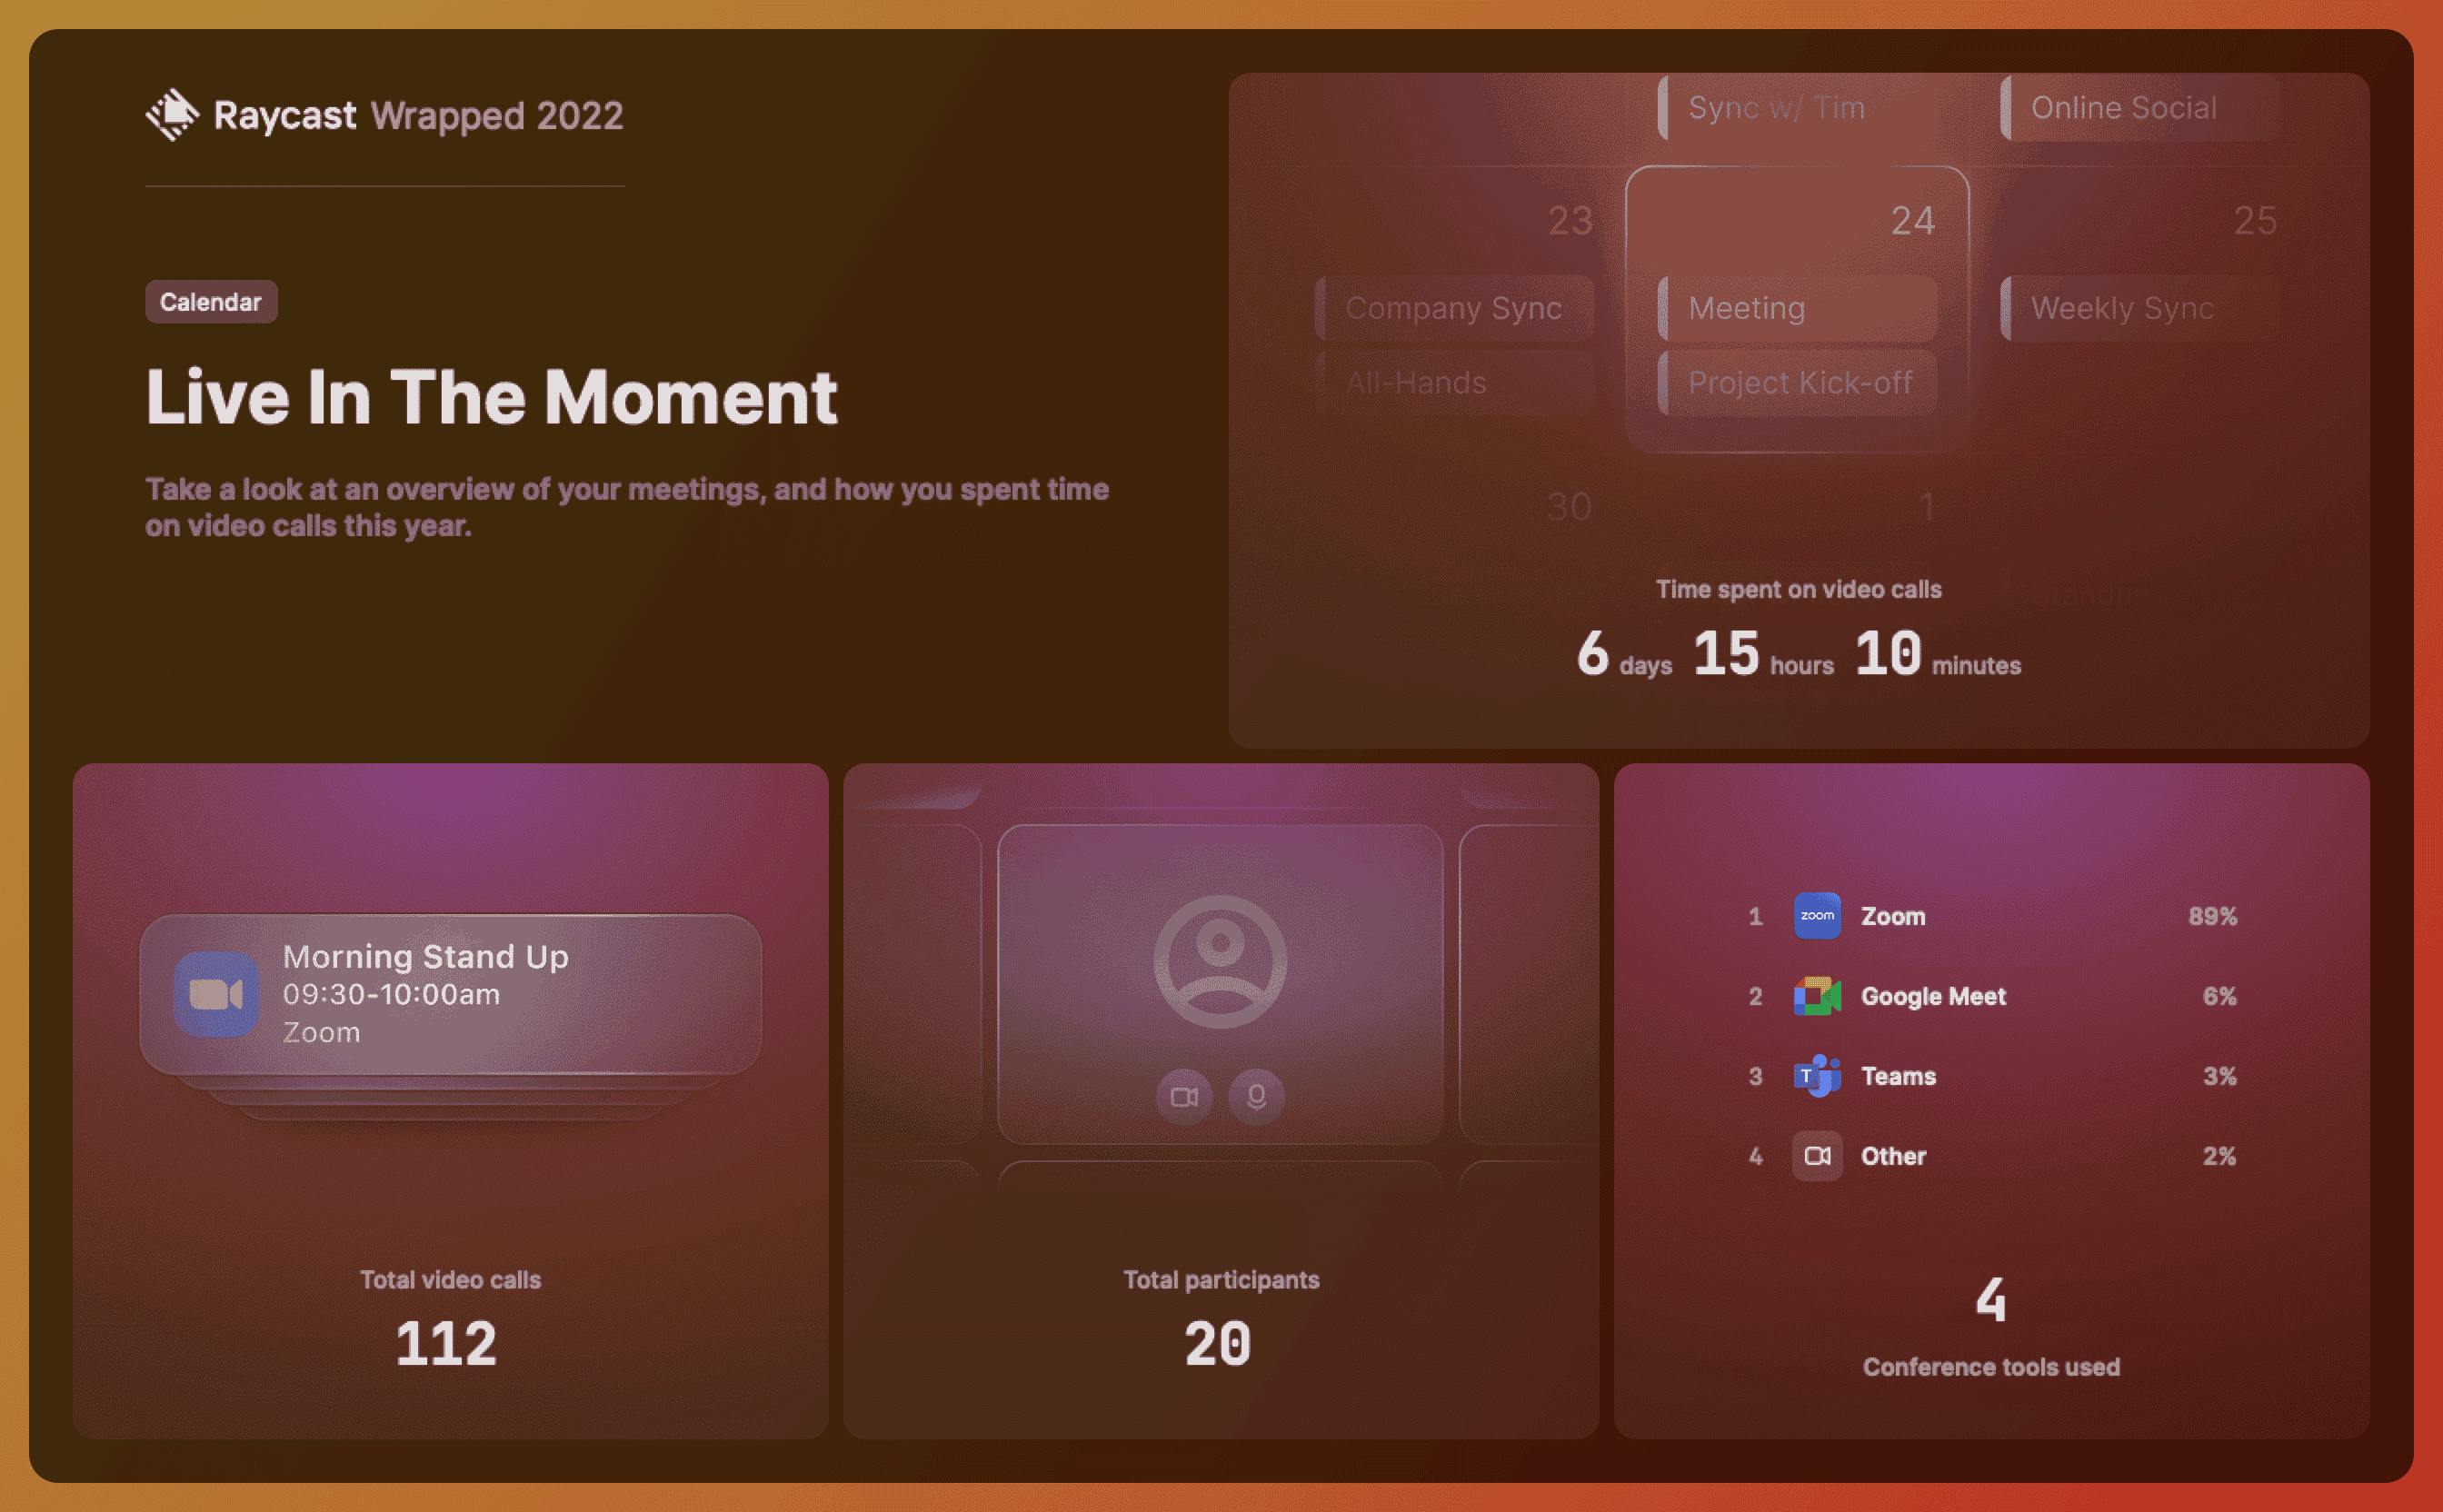 Raycast Wrapped 2022
Calendar
Live In The Moment
Take a look at an overview of your meetings, and how you spent time
on video calls this year.
Sync w/ Tim
Online Social
23
24
25
Company Sync
Meeting
Weekly Sync
All-Hands
Project Kick-off
30
1
Time spent on video calls
6 days 15 hours 10 minutes
Morning Stand Up
09:30-10:00am
Zoom
Total video calls
112
Total participants
20
1 zoom Zoom 89%
2 Google Meet 6%
3 T Teams 3%
4 Other 2%
4
Conference tools used